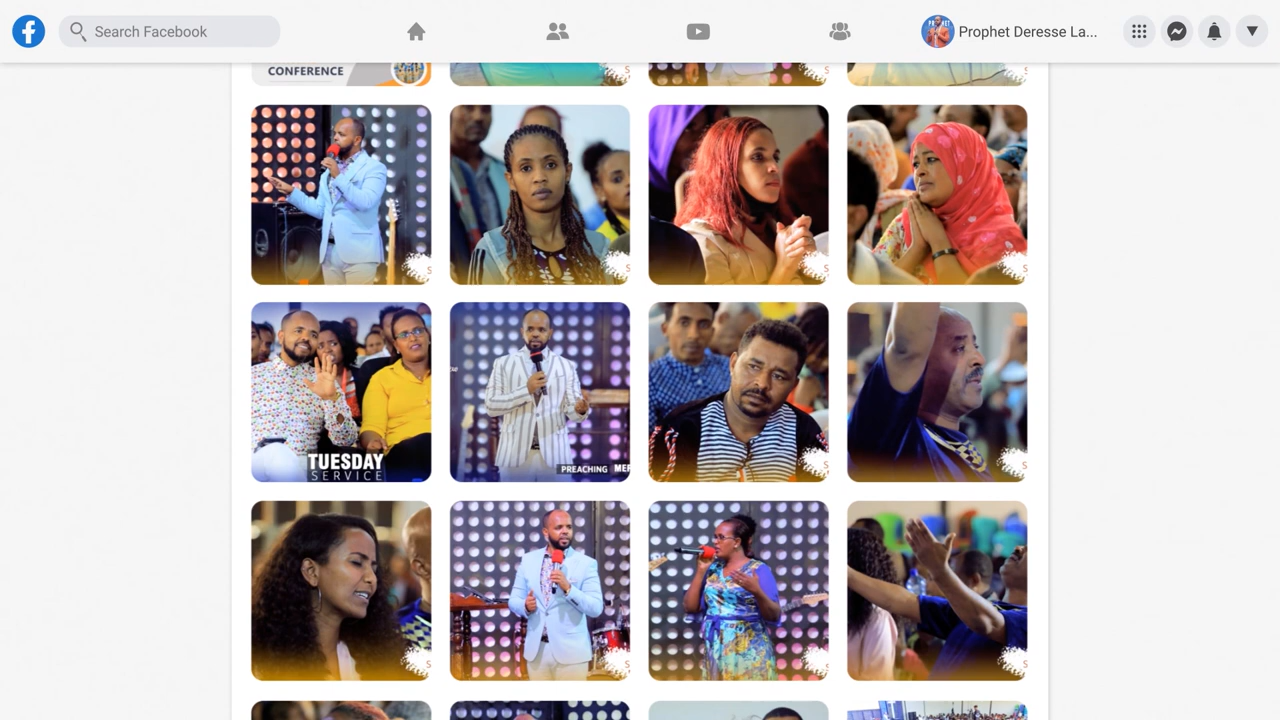 Search Facebook
Prophet Deresse La...
CONFERENCE
TUESDAY
SERVICE
PREACHING